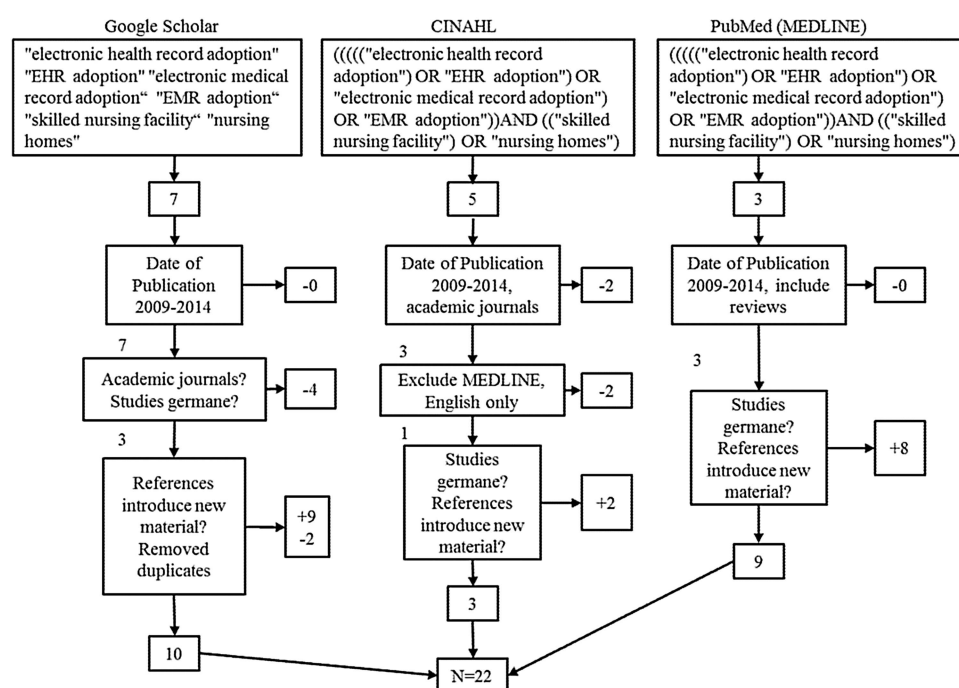 Google Scholar
"electronic health record adoption"
"EHR adoption" "electronic medical
record adoption“ "EMR adoption“
"skilled nursing facility“ "nursing
homes"
7
Date of
Publication
2009-2014
-0
7
Academic journals?
Studies germane?
-4
3
References
introduce new
material?
Removed
duplicates
+9
-2
10
CINAHL
((((("electronic health record
adoption") OR "EHR adoption") OR
"electronic medical record adoption")
OR "EMR adoption"))AND (("skilled
nursing facility") OR "nursing homes")
5
Date of Publication
2009-2014,
academic journals
-2
3
Exclude MEDLINE,
English only
-2
1
Studies
germane?
References
introduce new
material?
+2
3
PubMed (MEDLINE)
((((("electronic health record
adoption") OR "EHR adoption") OR
"electronic medical record adoption")
OR "EMR adoption"))AND (("skilled
nursing facility") OR "nursing homes")
3
Date of Publication
2009-2014, include
reviews
-0
3
Studies
germane?
References
introduce new
material?
+8
9
N=22